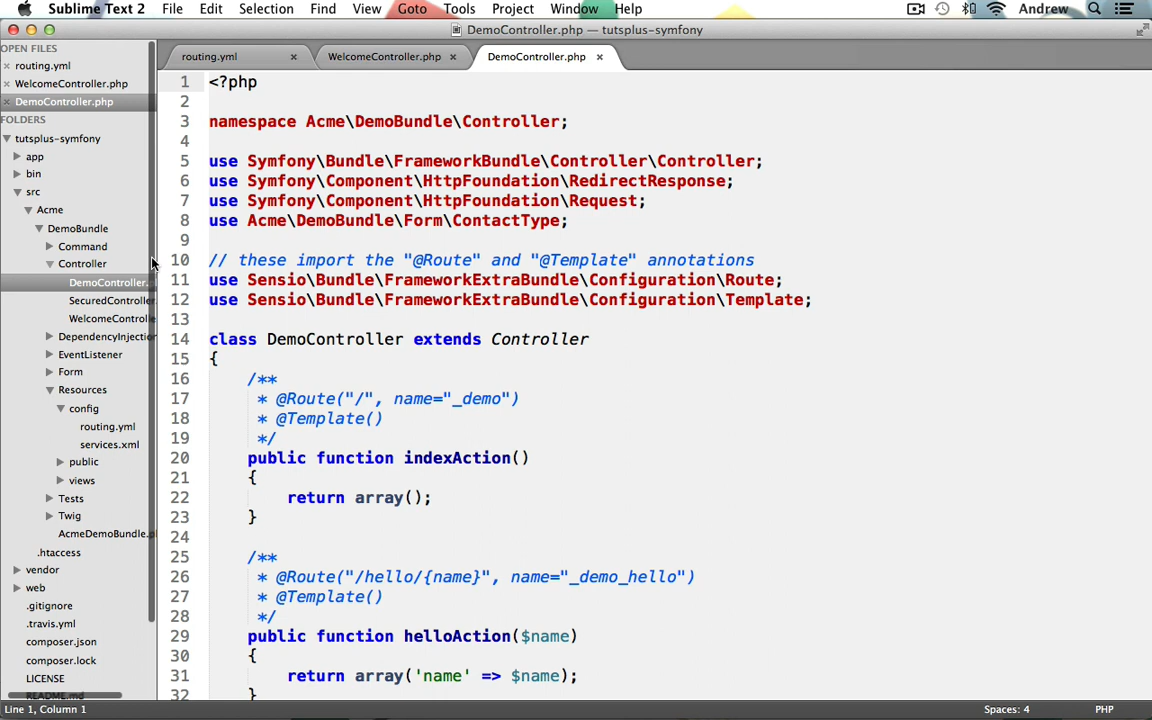 Sublime Text 2 File Edit Selection Find View Goto Tools Project Window Help Andrew
DemoController.php — tutsplus-symfony
OPEN FILES
routing.yml
WelcomeController.php
DemoController.php
FOLDERS
tutsplus-symfony
app
bin
src
Acme
DemoBundle
Command
Controller
DemoController.
SecuredController
WelcomeControlle
DependencyInjection
EventListener
Form
Resources
config
routing.yml
services.xml
public
views
Tests
Twig
AcmeDemoBundle.p
.htaccess
vendor
web
.gitignore
.travis.yml
composer.json
composer.lock
LICENSE
README.md
routing.yml × WelcomeController.php × DemoController.php ×
1 <?php
2
3 namespace Acme\DemoBundle\Controller;
4
5 use Symfony\Bundle\FrameworkBundle\Controller\Controller;
6 use Symfony\Component\HttpFoundation\RedirectResponse;
7 use Symfony\Component\HttpFoundation\Request;
8 use Acme\DemoBundle\Form\ContactType;
9
10 // these import the "@Route" and "@Template" annotations
11 use Sensio\Bundle\FrameworkExtraBundle\Configuration\Route;
12 use Sensio\Bundle\FrameworkExtraBundle\Configuration\Template;
13
14 class DemoController extends Controller
15 {
16 /**
17 * @Route("/", name="_demo")
18 * @Template()
19 */
20 public function indexAction()
21 {
22 return array();
23 }
24
25 /**
26 * @Route("/hello/{name}", name="_demo_hello")
27 * @Template()
28 */
29 public function helloAction($name)
30 {
31 return array('name' => $name);
32 }
Line 1, Column 1 Spaces: 4 PHP